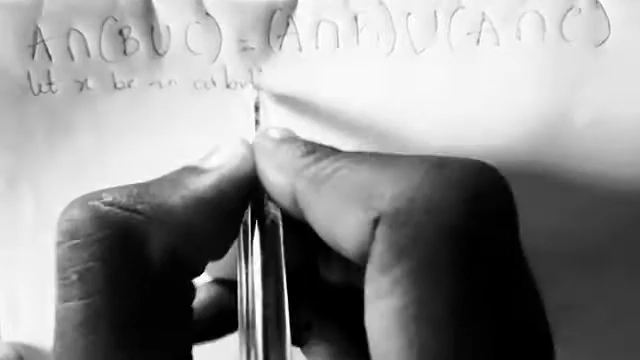 A∩(B∪C) = (A∩B)∪(A∩C)
let x be an